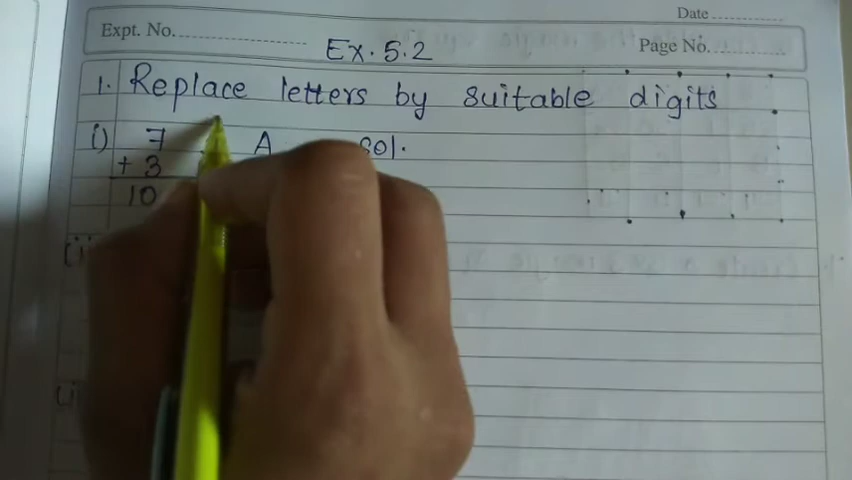 Date
Expt. No.
Page No.
Ex. 5.2
1. Replace letters by suitable digits
i) 7 A sol.
+ 3
10